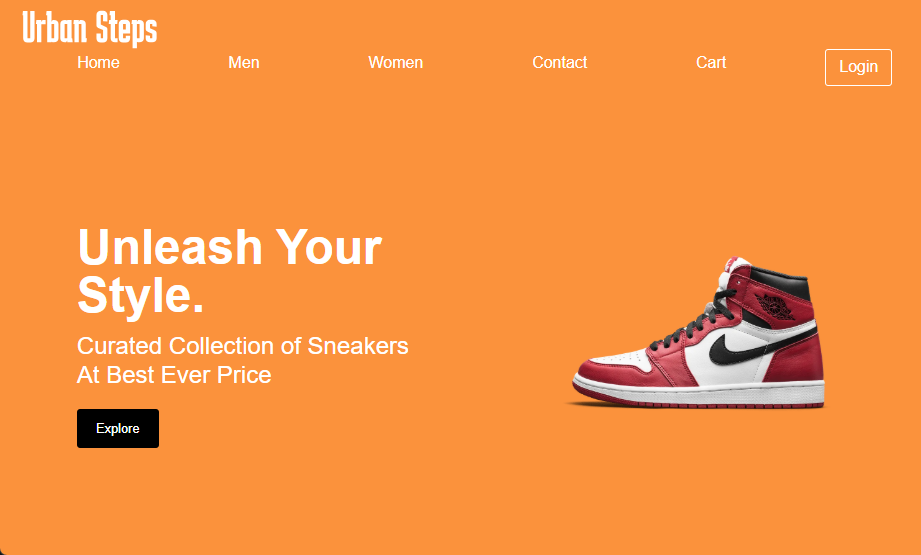 Urban Steps
Home Men Women Contact Cart Login
Unleash Your
Style.
Curated Collection of Sneakers
At Best Ever Price
Explore